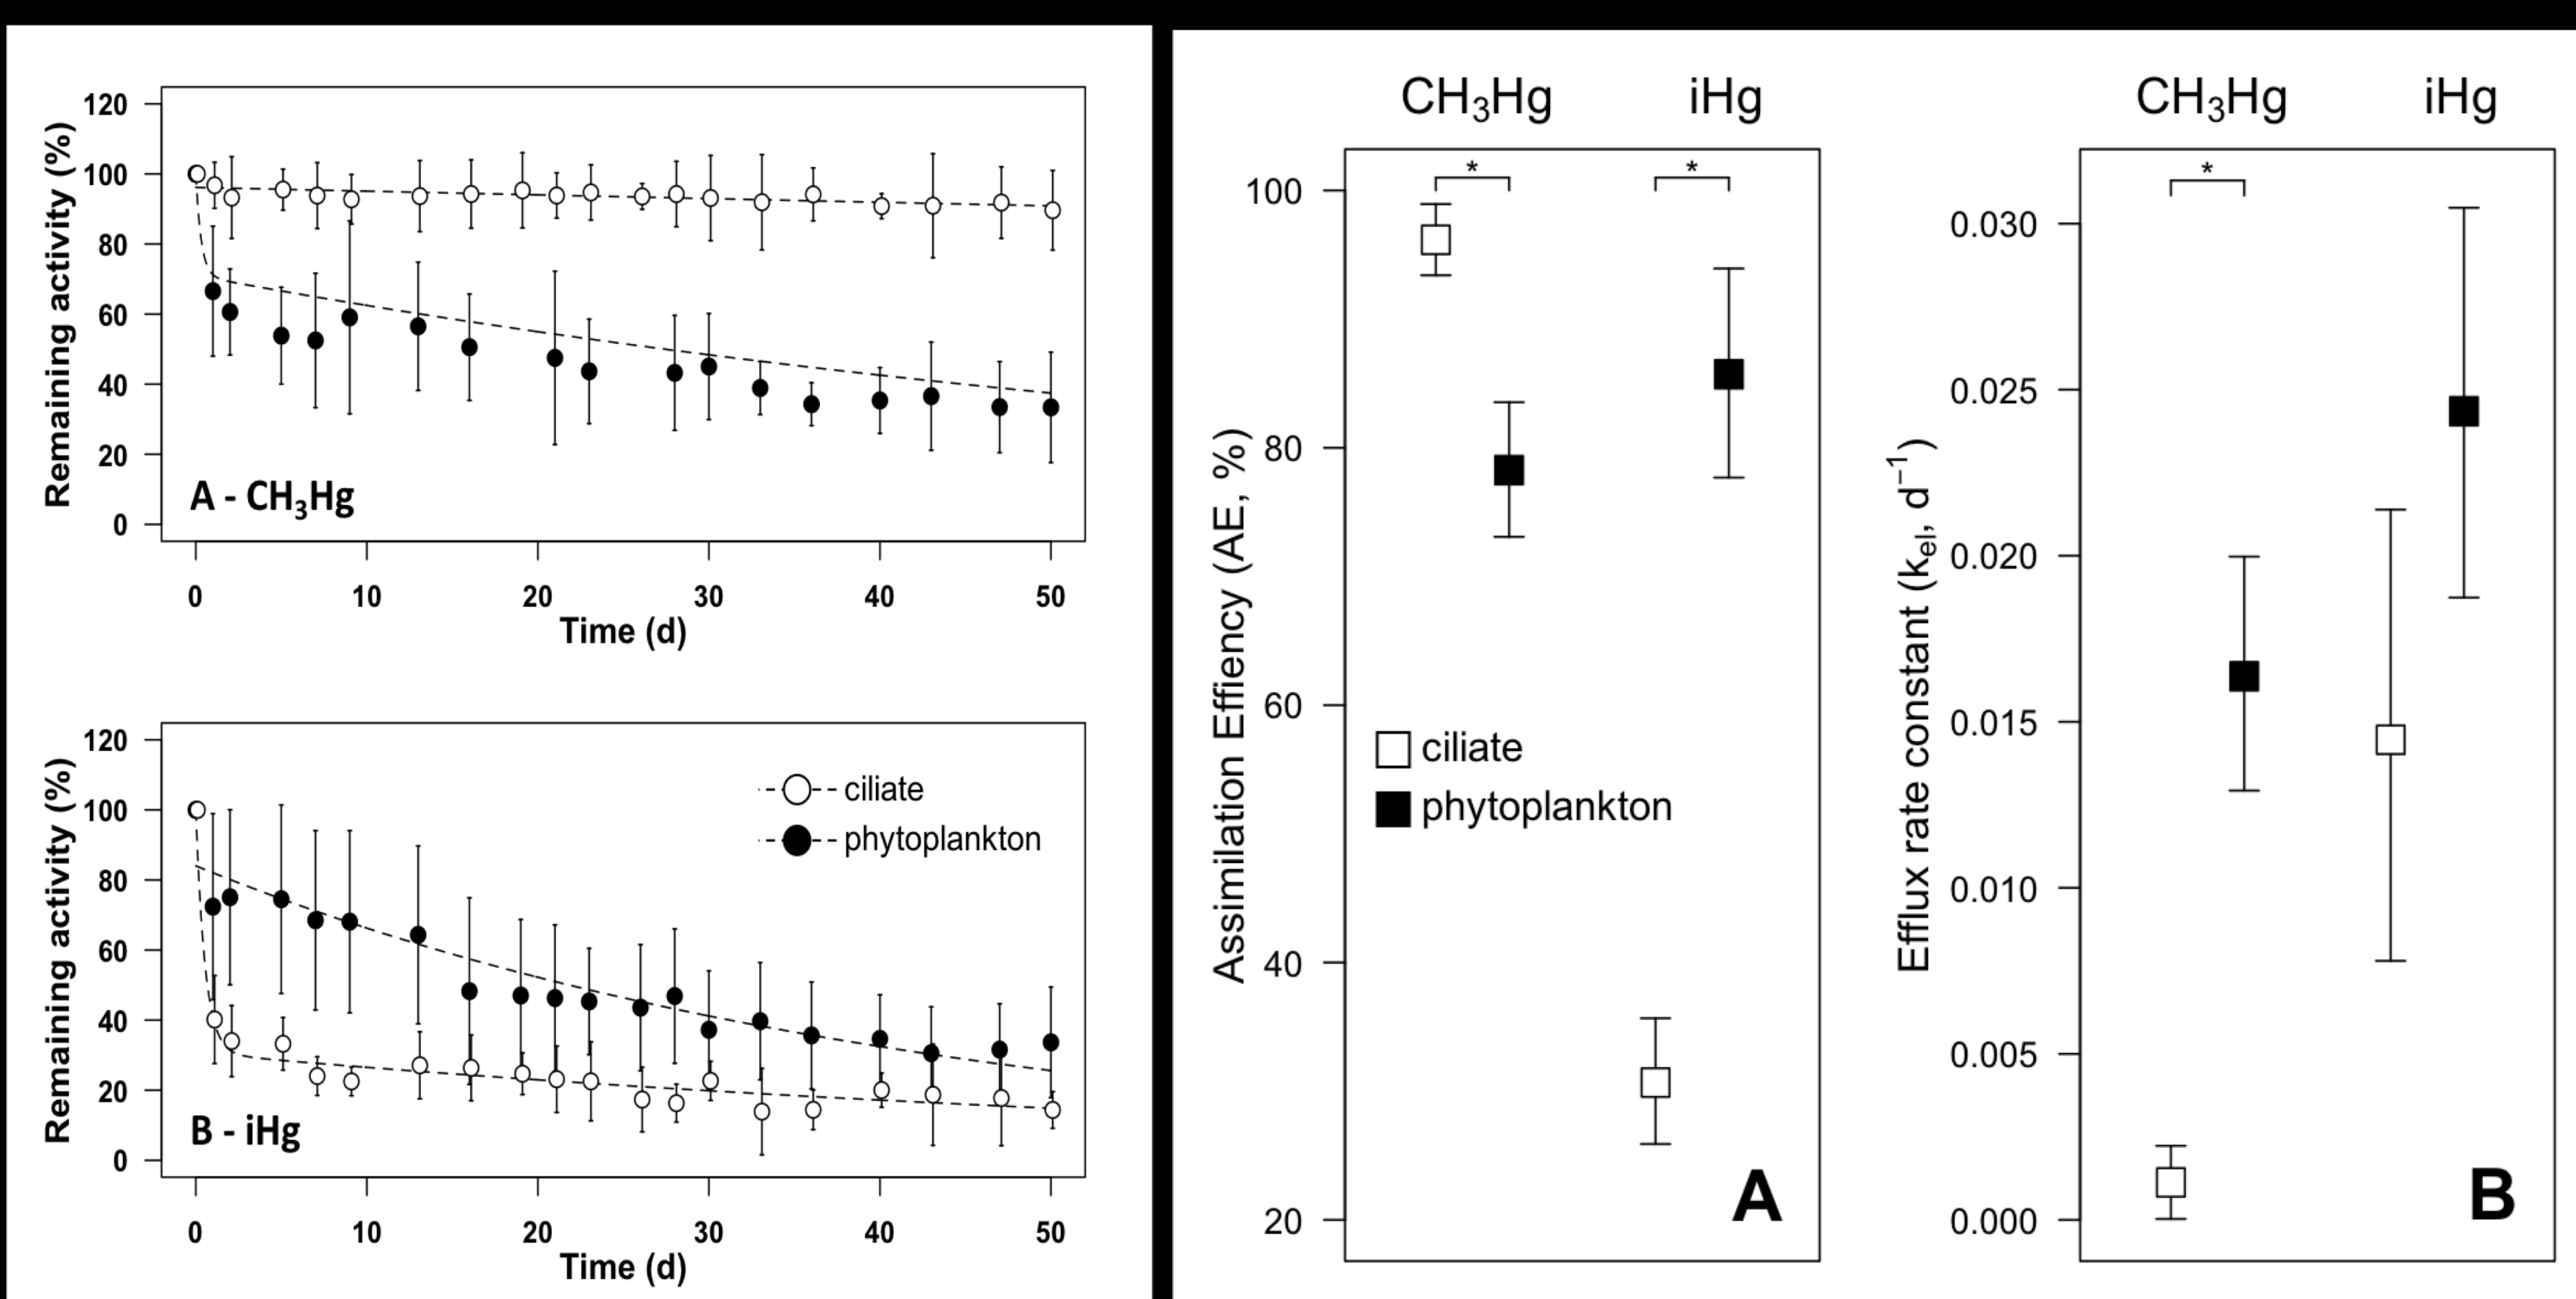 120
100
80
60
40
20
0
Remaining activity (%)
A - CH₃Hg
0 10 20 30 40 50
Time (d)
120
100
80
60
40
20
0
Remaining activity (%)
ciliate
phytoplankton
B - iHg
0 10 20 30 40 50
Time (d)
CH₃Hg iHg
* *
100
80
60
40
20
Assimilation Effiency (AE, %)
ciliate
phytoplankton
A
CH₃Hg iHg
*
0.030
0.025
0.020
0.015
0.010
0.005
0.000
Efflux rate constant (kₑₗ, d⁻¹)
B